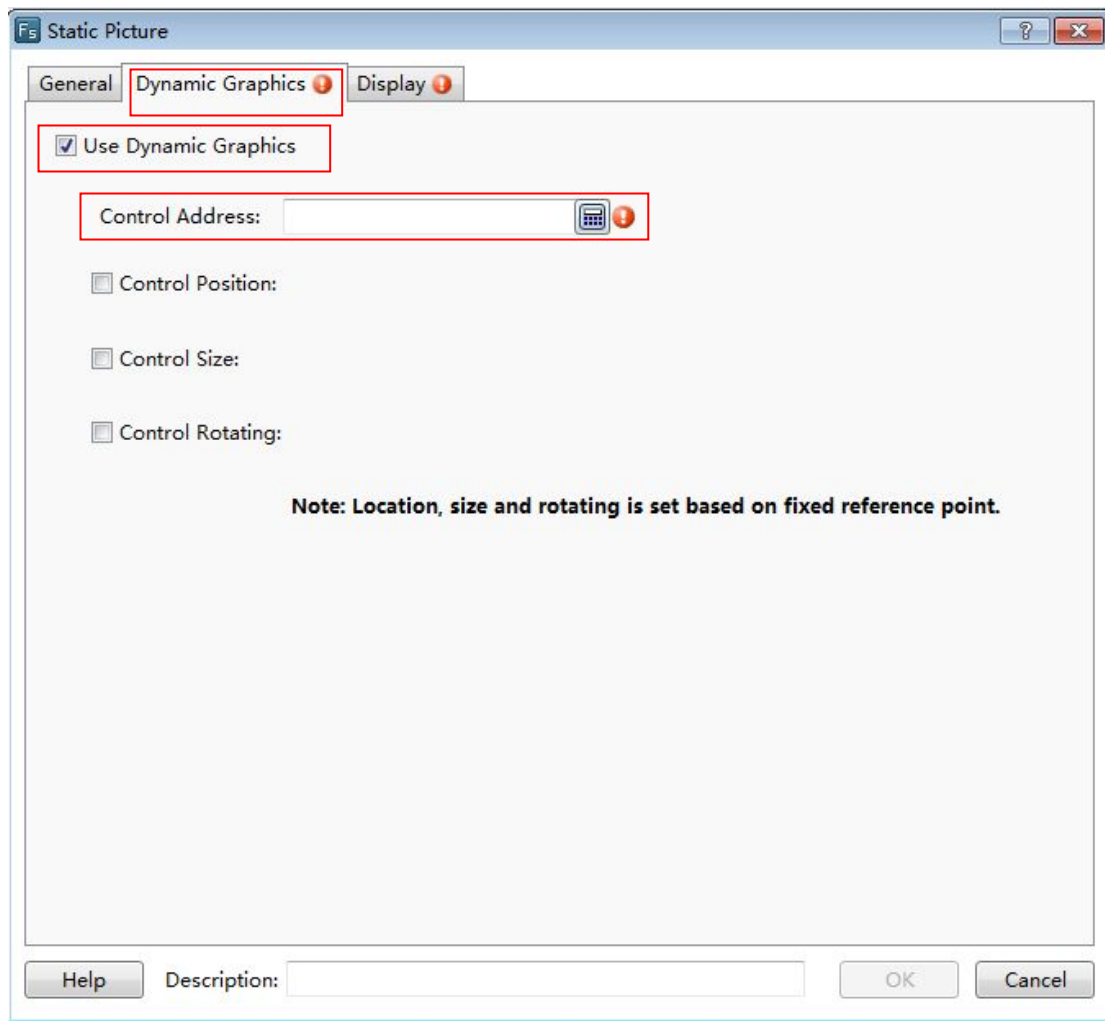 Fs Static Picture
General Dynamic Graphics Display
Use Dynamic Graphics
Control Address:
Control Position:
Control Size:
Control Rotating:
Note: Location, size and rotating is set based on fixed reference point.
Help Description: OK Cancel